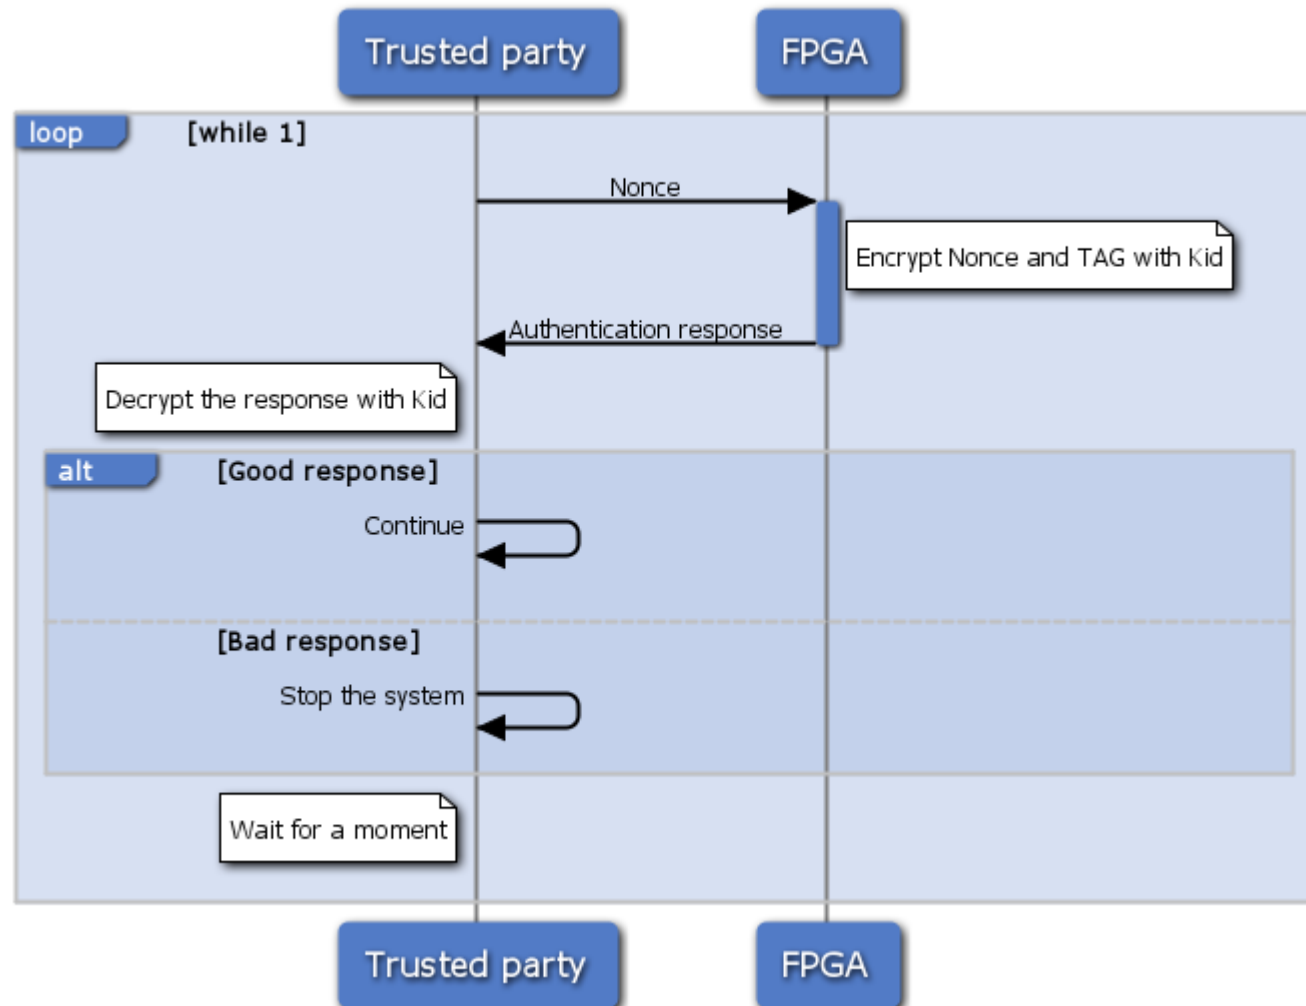 Trusted party
FPGA
loop
[while 1]
Nonce
Encrypt Nonce and TAG with Kid
Authentication response
Decrypt the response with Kid
alt
[Good response]
Continue
[Bad response]
Stop the system
Wait for a moment
Trusted party
FPGA